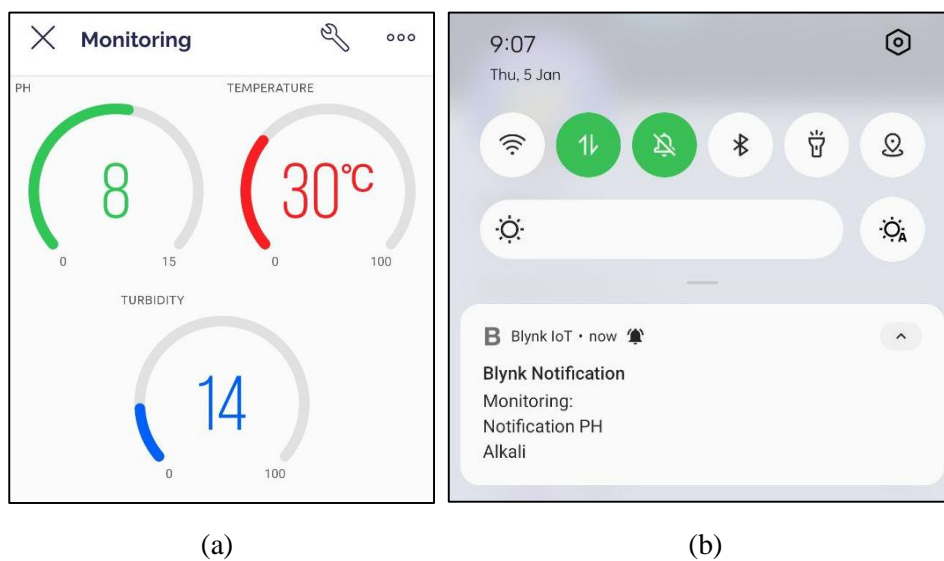 Monitoring
PH
TEMPERATURE
8
30°C
0
15
0
100
TURBIDITY
14
0
100
9:07
Thu, 5 Jan
A
B Blynk IoT • now
Blynk Notification
Monitoring:
Notification PH
Alkali
(a)
(b)